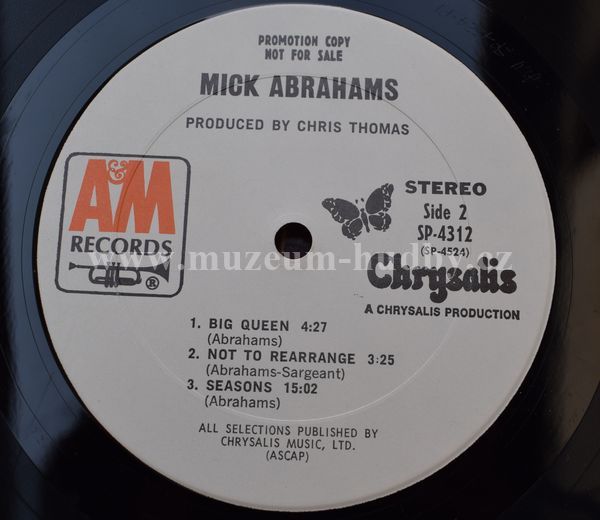 PROMOTION COPY
NOT FOR SALE
MICK ABRAHAMS
PRODUCED BY CHRIS THOMAS
A&M
RECORDS
®
STEREO
Side 2
SP-4312
(SP-4524)
Chrysalis
A CHRYSALIS PRODUCTION
www.muzeum-hudby.cz
1. BIG QUEEN 4:27
(Abrahams)
2. NOT TO REARRANGE 3:25
(Abrahams-Sargeant)
3. SEASONS 15:02
(Abrahams)
ALL SELECTIONS PUBLISHED BY
CHRYSALIS MUSIC, LTD.
(ASCAP)